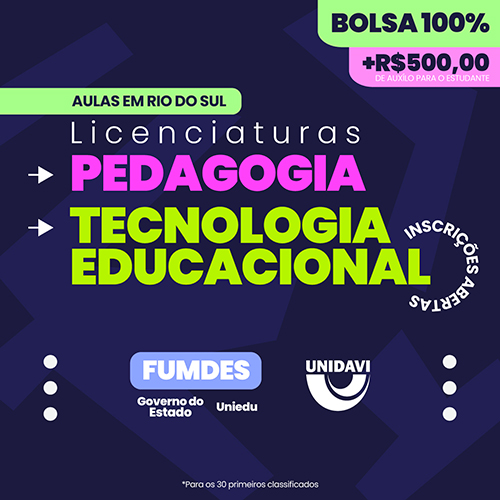 BOLSA 100%
+R$500,00
DE AUXILO PARA O ESTUDANTE
AULAS EM RIO DO SUL
Licenciaturas
PEDAGOGIA
TECNOLOGIA
EDUCACIONAL
INSCRIÇÕES ABERTAS
FUMDES
Governo do
Estado
Uniedu
UNIDAVI
*Para os 30 primeiros classificados